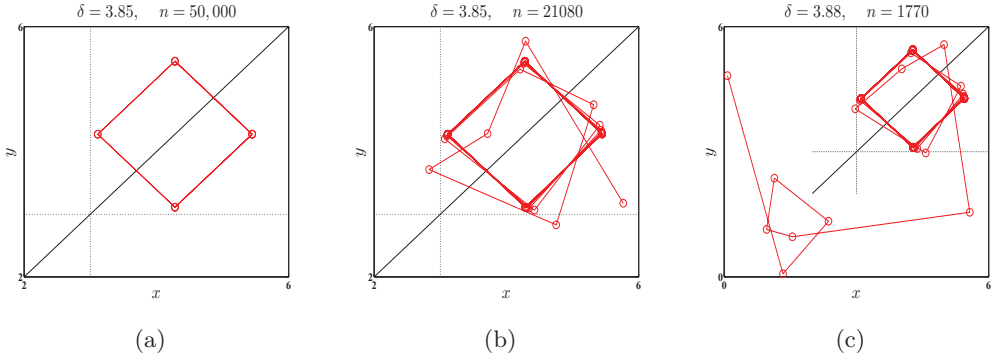 δ = 3.85, n = 50,000
6
y
2
2
x
6
(a)
δ = 3.85, n = 21080
6
y
2
2
x
6
(b)
δ = 3.88, n = 1770
6
y
0
0
x
6
(c)